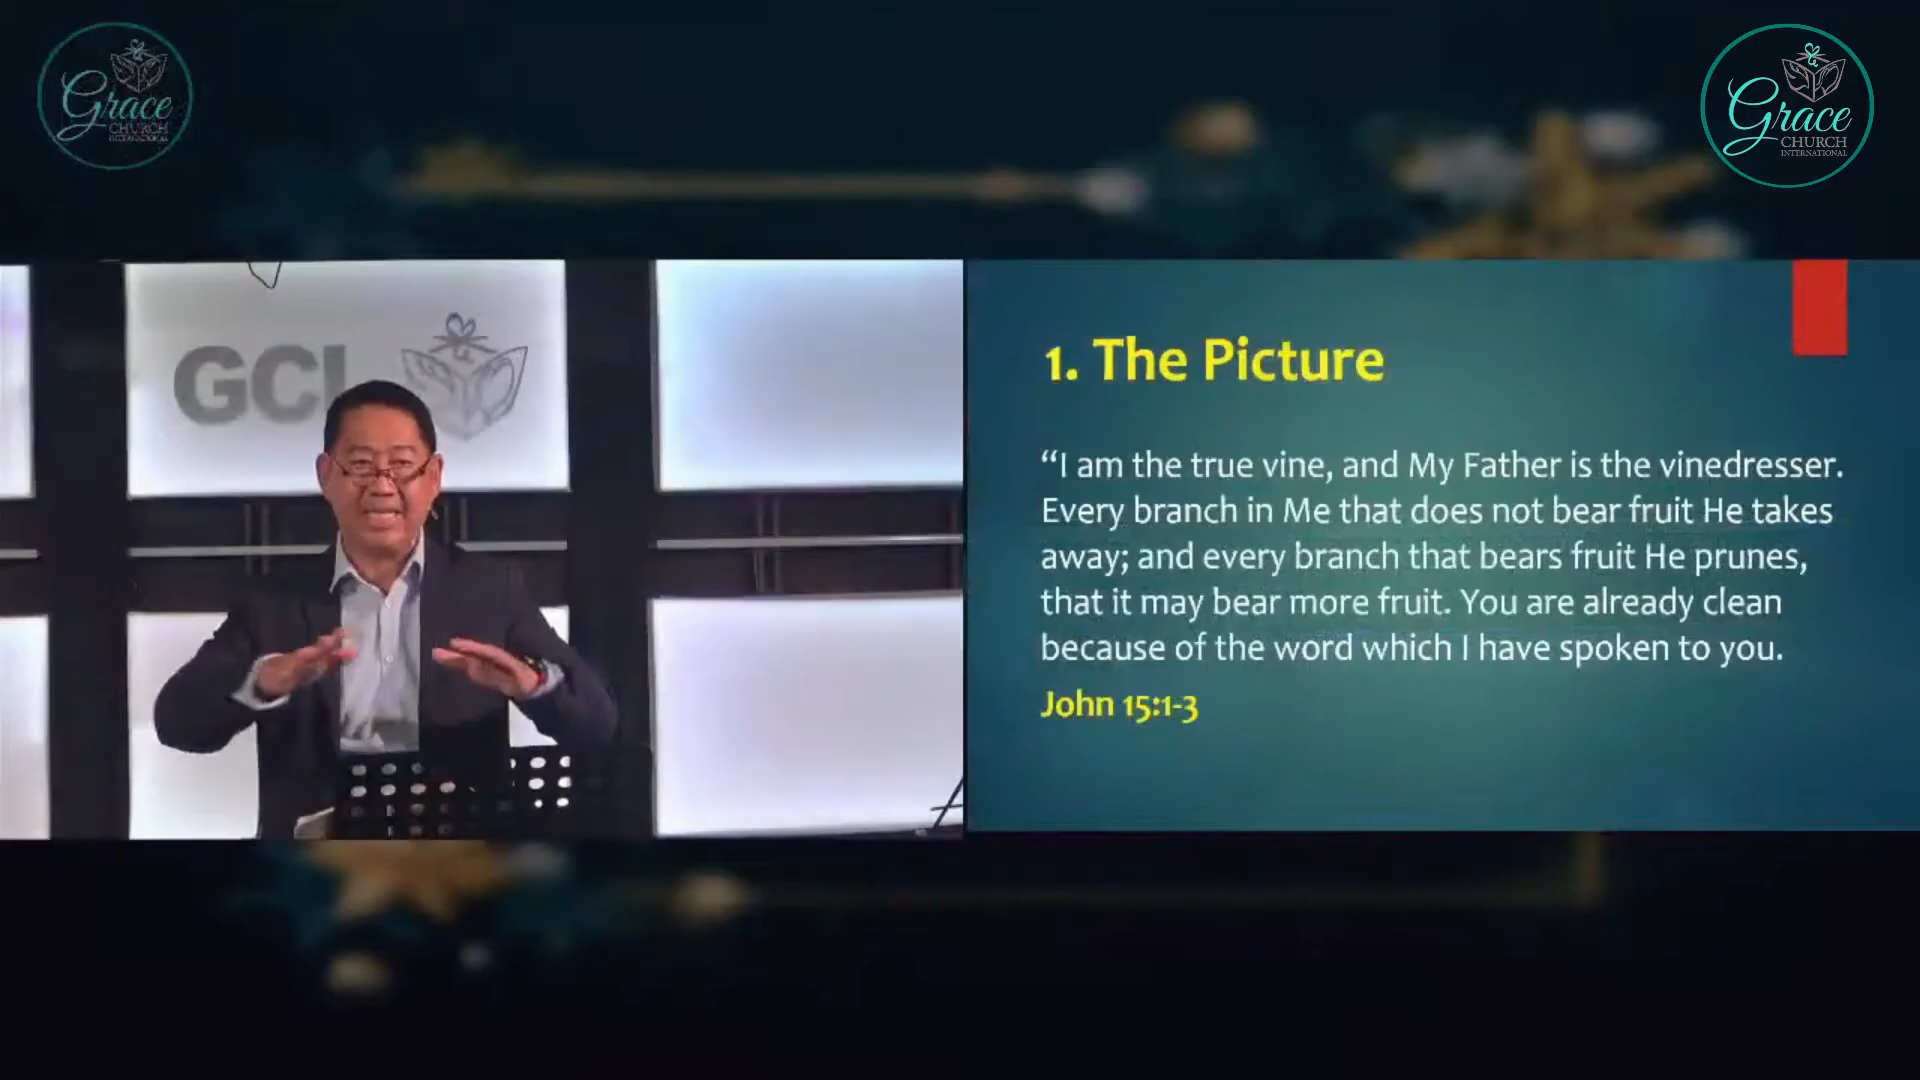 Grace
CHURCH
INTERNATIONAL
Grace
CHURCH
INTERNATIONAL
GCI
1. The Picture
“I am the true vine, and My Father is the vinedresser.
Every branch in Me that does not bear fruit He takes
away; and every branch that bears fruit He prunes,
that it may bear more fruit. You are already clean
because of the word which I have spoken to you.
John 15:1-3